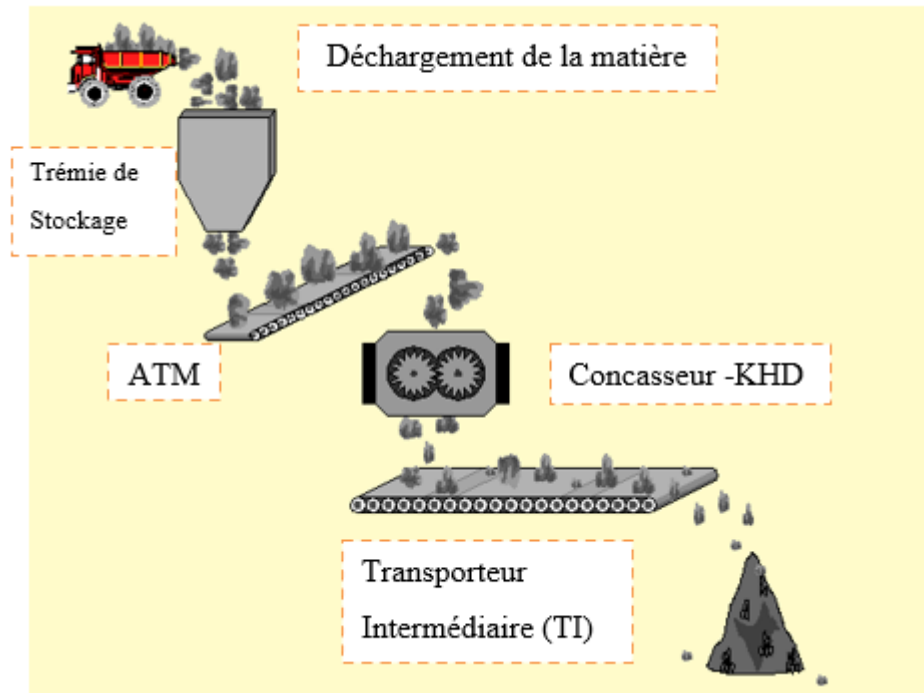 Déchargement de la matière
Trémie de
Stockage
ATM
Concasseur -KHD
Transporteur
Intermédiaire (TI)